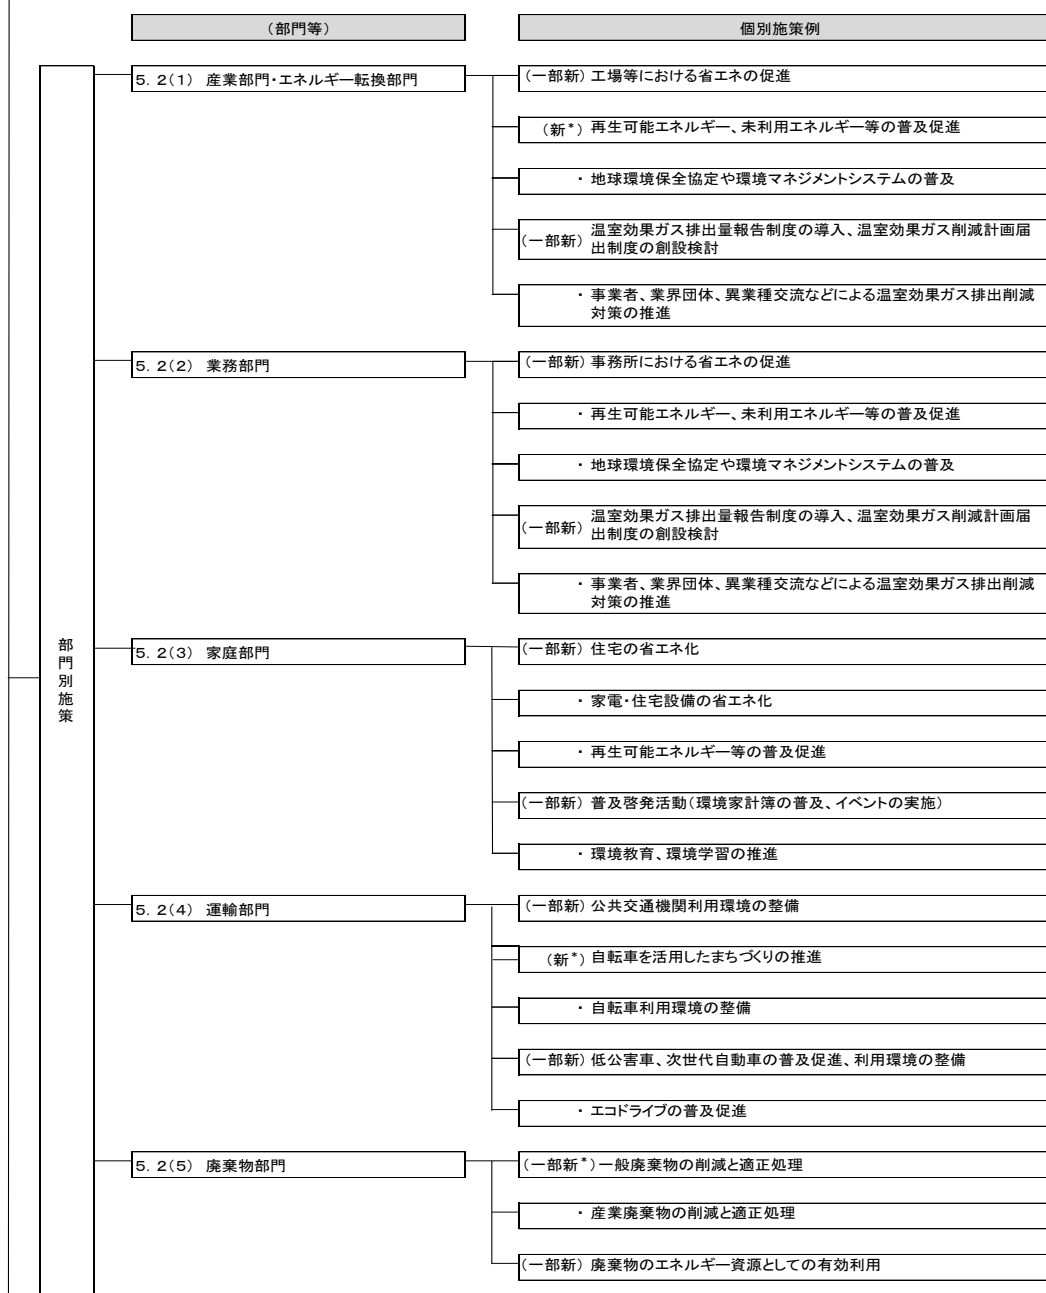 （部門等）
個別施策例
部門別施策
５．２（１） 産業部門・エネルギー転換部門
（一部新） 工場等における省エネの促進
（新*） 再生可能エネルギー、未利用エネルギー等の普及促進
・ 地球環境保全協定や環境マネジメントシステムの普及
（一部新） 温室効果ガス排出量報告制度の導入、温室効果ガス削減計画届
出制度の創設検討
・ 事業者、業界団体、異業種交流などによる温室効果ガス排出削減
対策の推進
５．２（２） 業務部門
（一部新） 事務所における省エネの促進
・ 再生可能エネルギー、未利用エネルギー等の普及促進
・ 地球環境保全協定や環境マネジメントシステムの普及
（一部新） 温室効果ガス排出量報告制度の導入、温室効果ガス削減計画届
出制度の創設検討
・ 事業者、業界団体、異業種交流などによる温室効果ガス排出削減
対策の推進
５．２（３） 家庭部門
（一部新） 住宅の省エネ化
・ 家電・住宅設備の省エネ化
・ 再生可能エネルギー等の普及促進
（一部新） 普及啓発活動（環境家計簿の普及、イベントの実施）
・ 環境教育、環境学習の推進
５．２（４） 運輸部門
（一部新） 公共交通機関利用環境の整備
（新*） 自転車を活用したまちづくりの推進
・ 自転車利用環境の整備
（一部新） 低公害車、次世代自動車の普及促進、利用環境の整備
・ エコドライブの普及促進
５．２（５） 廃棄物部門
（一部新*） 一般廃棄物の削減と適正処理
・ 産業廃棄物の削減と適正処理
（一部新） 廃棄物のエネルギー資源としての有効利用